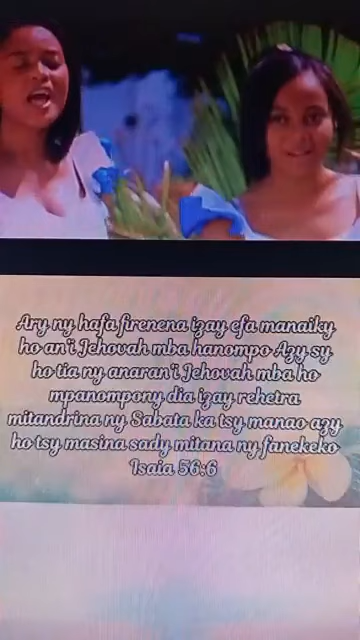 Ary ny hafa firenena izay efa manaiky
ho an'i Jehovah mba hanompo Azy sy
ho tia ny anaran'i Jehovah mba ho
mpanompony dia izay rehetra
mitandrina ny Sabata ka tsy manao azy
ho tsy masina sady mitana ny fanekeko
Isaia 56:6